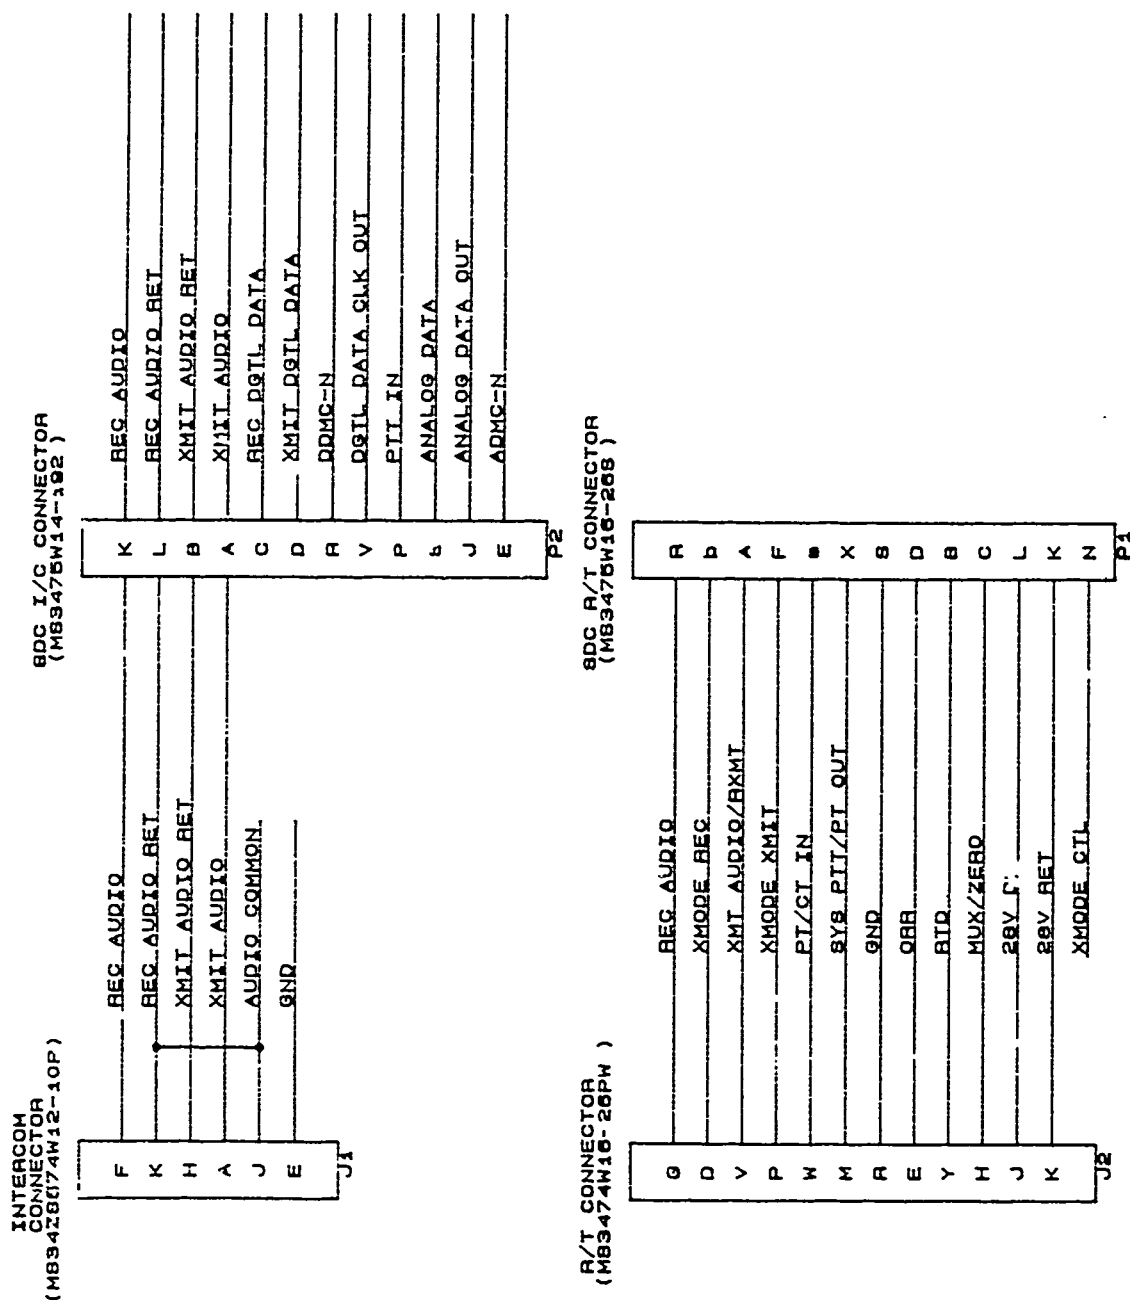 INTERCOM
CONNECTOR
(M834Z8674W12-10P)
F REC AUDIO
K REC AUDIO RET
H XMIT AUDIO RET
A XMIT AUDIO
J AUDIO COMMON
E GND
J1
SDC I/C CONNECTOR
(M83475W14-192)
K REC AUDIO
L REC AUDIO RET
B XMIT AUDIO RET
A XMIT AUDIO
C REC DGTL DATA
D XMIT DGTL DATA
R DDMC-N
V DGTL DATA CLK OUT
P PTT IN
b ANALOG DATA
J ANALOG DATA OUT
E ADMC-N
P2
R/T CONNECTOR
(M83474W16-26PW )
G REC AUDIO R
D XMODE REC b
V XMT AUDIO/RXMT A
P XMODE XMIT F
W PT/CT IN a
M SYS PTT/PT OUT X
R GND S
E ORR D
Y RTD B
H MUX/ZERO C
J 28V L
K 28V RET K
XMODE CTL N
J2
SDC R/T CONNECTOR
(M83475W16-26S )
P1